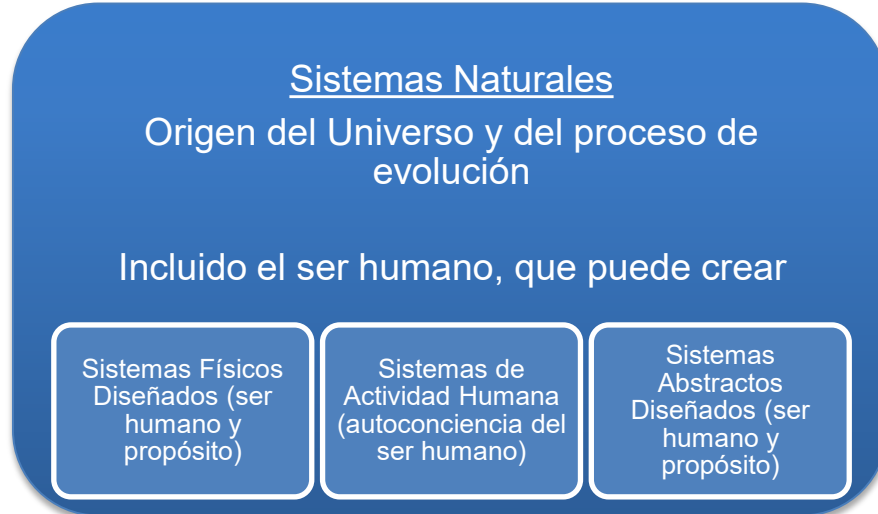 Sistemas Naturales
Origen del Universo y del proceso de
evolución
Incluido el ser humano, que puede crear
Sistemas Físicos
Diseñados (ser
humano y
propósito)
Sistemas de
Actividad Humana
(autoconciencia del
ser humano)
Sistemas
Abstractos
Diseñados (ser
humano y
propósito)